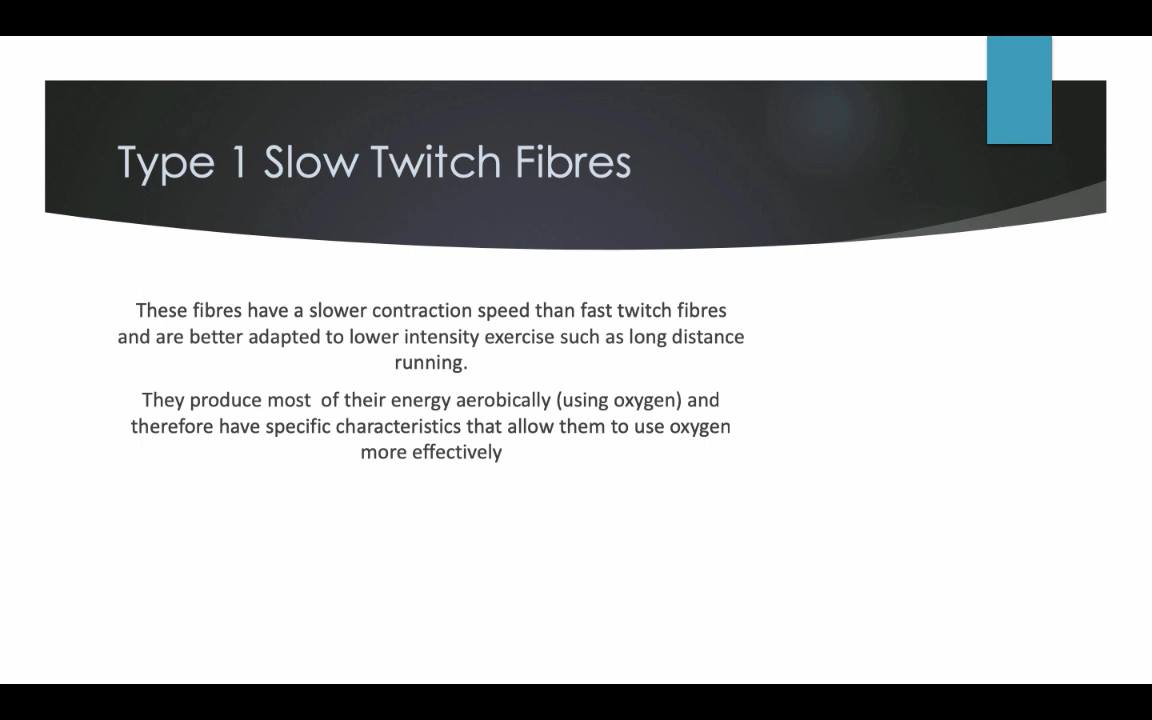 Type 1 Slow Twitch Fibres
These fibres have a slower contraction speed than fast twitch fibres
and are better adapted to lower intensity exercise such as long distance
running.
They produce most  of their energy aerobically (using oxygen) and
therefore have specific characteristics that allow them to use oxygen
more effectively